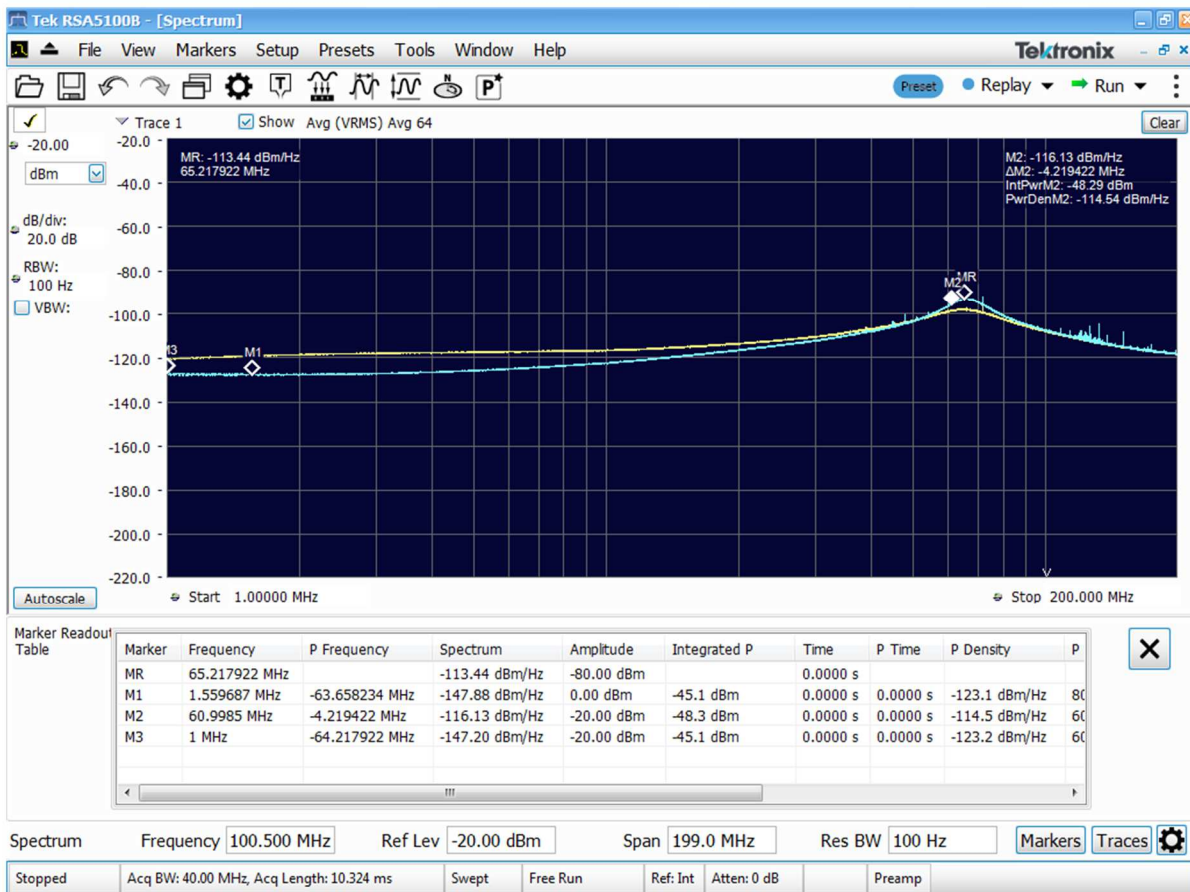 Tek RSA5100B - [Spectrum]
File View Markers Setup Presets Tools Window Help
Tektronix
Preset Replay Run
Trace 1 Show Avg (VRMS) Avg 64 Clear
-20.00
dBm
dB/div:
20.0 dB
RBW:
100 Hz
VBW:
Autoscale
-20.0
-40.0
-60.0
-80.0
-100.0
-120.0
-140.0
-160.0
-180.0
-200.0
-220.0
MR: -113.44 dBm/Hz
65.217922 MHz
M2: -116.13 dBm/Hz
ΔM2: -4.219422 MHz
IntPwrM2: -48.29 dBm
PwrDenM2: -114.54 dBm/Hz
M2 MR
M3 M1
Start 1.00000 MHz Stop 200.000 MHz
Marker Readout
Table
Marker Frequency P Frequency Spectrum Amplitude Integrated P Time P Time P Density P
MR 65.217922 MHz -113.44 dBm/Hz -80.00 dBm 0.0000 s
M1 1.559687 MHz -63.658234 MHz -147.88 dBm/Hz 0.00 dBm -45.1 dBm 0.0000 s 0.0000 s -123.1 dBm/Hz 80
M2 60.9985 MHz -4.219422 MHz -116.13 dBm/Hz -20.00 dBm -48.3 dBm 0.0000 s 0.0000 s -114.5 dBm/Hz 60
M3 1 MHz -64.217922 MHz -147.20 dBm/Hz -20.00 dBm -45.1 dBm 0.0000 s 0.0000 s -123.2 dBm/Hz 60
Spectrum Frequency 100.500 MHz Ref Lev -20.00 dBm Span 199.0 MHz Res BW 100 Hz Markers Traces
Stopped Acq BW: 40.00 MHz, Acq Length: 10.324 ms Swept Free Run Ref: Int Atten: 0 dB Preamp